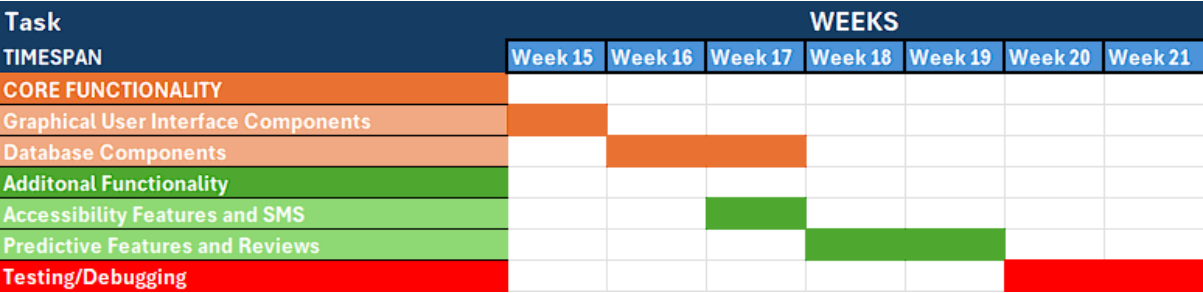 Task WEEKS
TIMESPAN Week 15 Week 16 Week 17 Week 18 Week 19 Week 20 Week 21
CORE FUNCTIONALITY
Graphical User Interface Components
Database Components
Additonal Functionality
Accessibility Features and SMS
Predictive Features and Reviews
Testing/Debugging